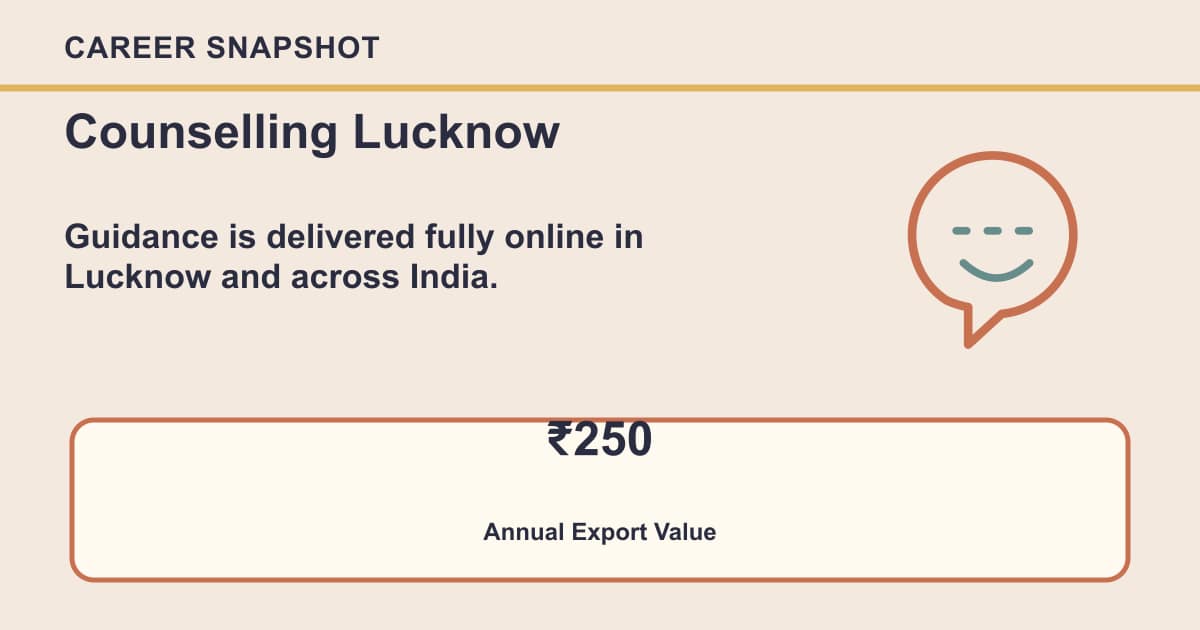 CAREER SNAPSHOT
Counselling Lucknow
Guidance is delivered fully online in
Lucknow and across India.
₹250
Annual Export Value